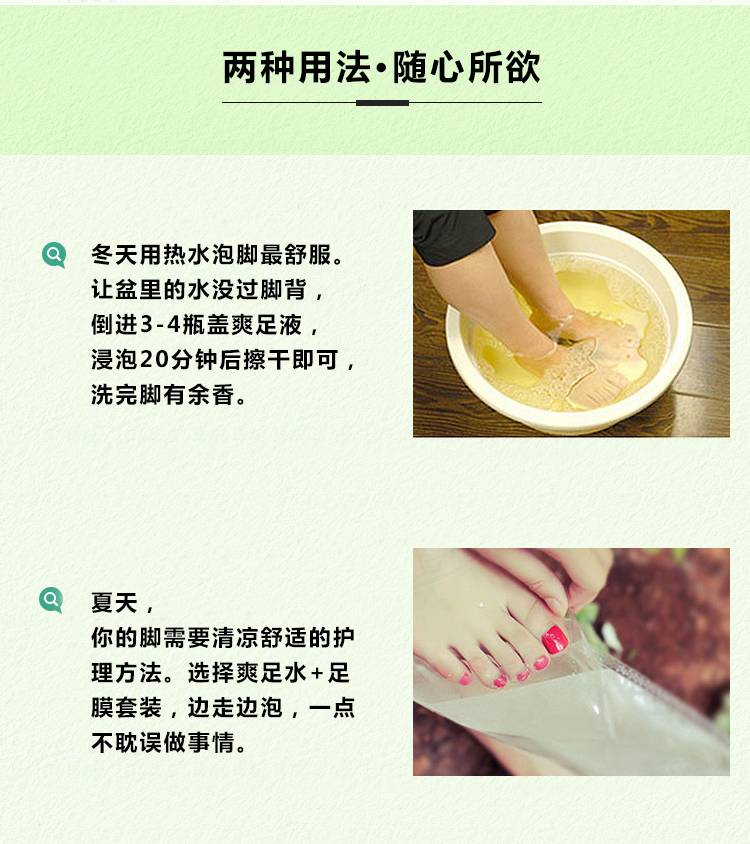 两种用法•随心所欲
冬天用热水泡脚最舒服。
让盆里的水没过脚背，
倒进3-4瓶盖爽足液，
浸泡20分钟后擦干即可，
洗完脚有余香。
夏天，
你的脚需要清凉舒适的护
理方法。选择爽足水+足
膜套装，边走边泡，一点
不耽误做事情。